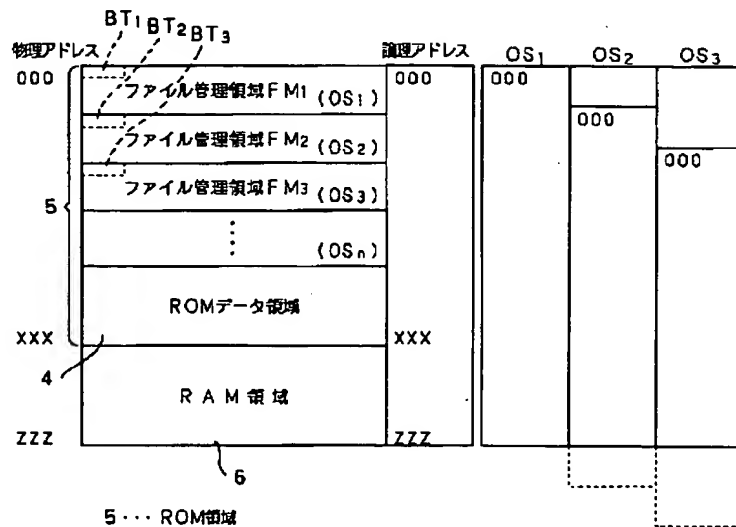 BT1 BT2 BT3
物理アドレス 論理アドレス OS1 OS2 OS3
000 ファイル管理領域FM1 (OS1) 000 000
ファイル管理領域FM2 (OS2) 000
ファイル管理領域FM3 (OS3) 000
5
⋮ (OSn)
ROMデータ領域
XXX XXX
4
RAM領域
ZZZ ZZZ
6
5・・・ROM領域